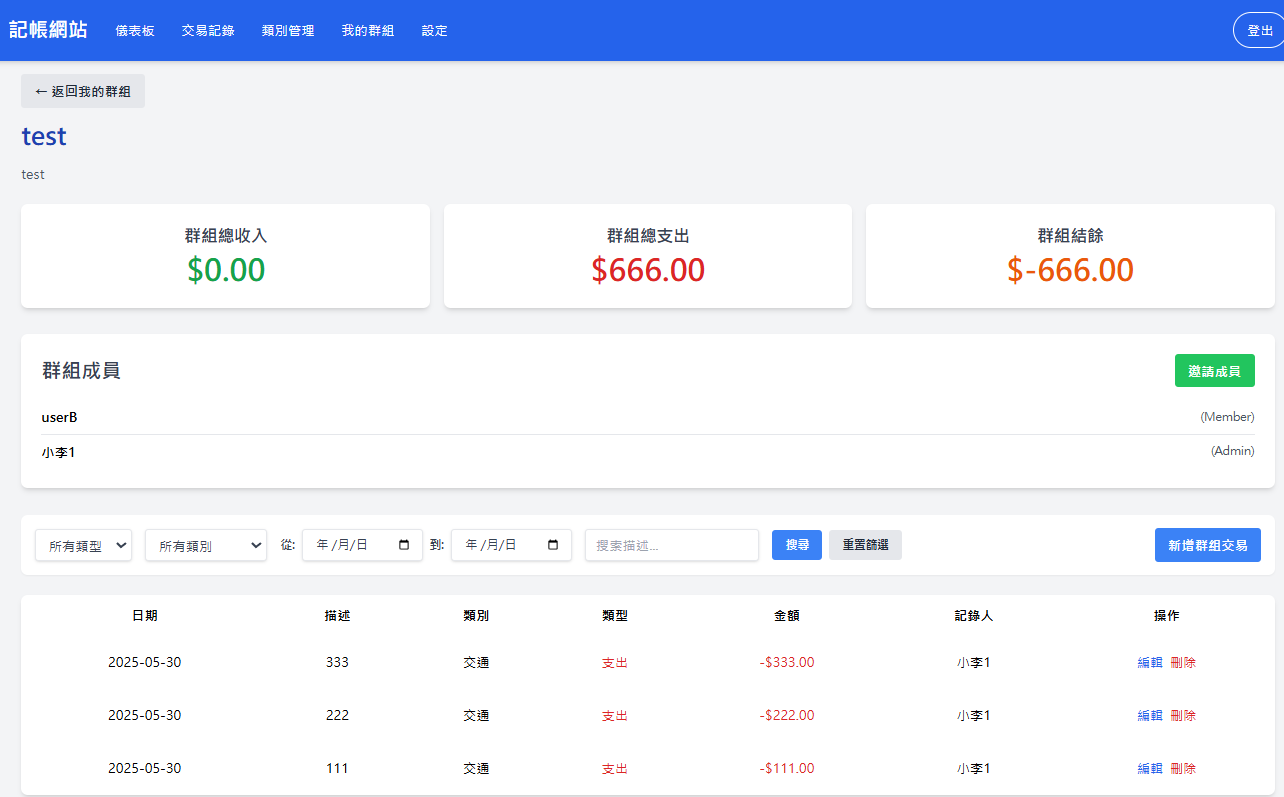 記帳網站 儀表板 交易記錄 類別管理 我的群組 設定 登出
← 返回我的群組
test
test
群組總收入 群組總支出 群組結餘
$0.00 $666.00 $-666.00
群組成員 邀請成員
userB (Member)
小李1 (Admin)
所有類型 所有類別 從: 年 /月/日 到: 年 /月/日 搜索描述... 搜尋 重置篩選 新增群組交易
日期 描述 類別 類型 金額 記錄人 操作
2025-05-30 333 交通 支出 -$333.00 小李1 編輯 刪除
2025-05-30 222 交通 支出 -$222.00 小李1 編輯 刪除
2025-05-30 111 交通 支出 -$111.00 小李1 編輯 刪除